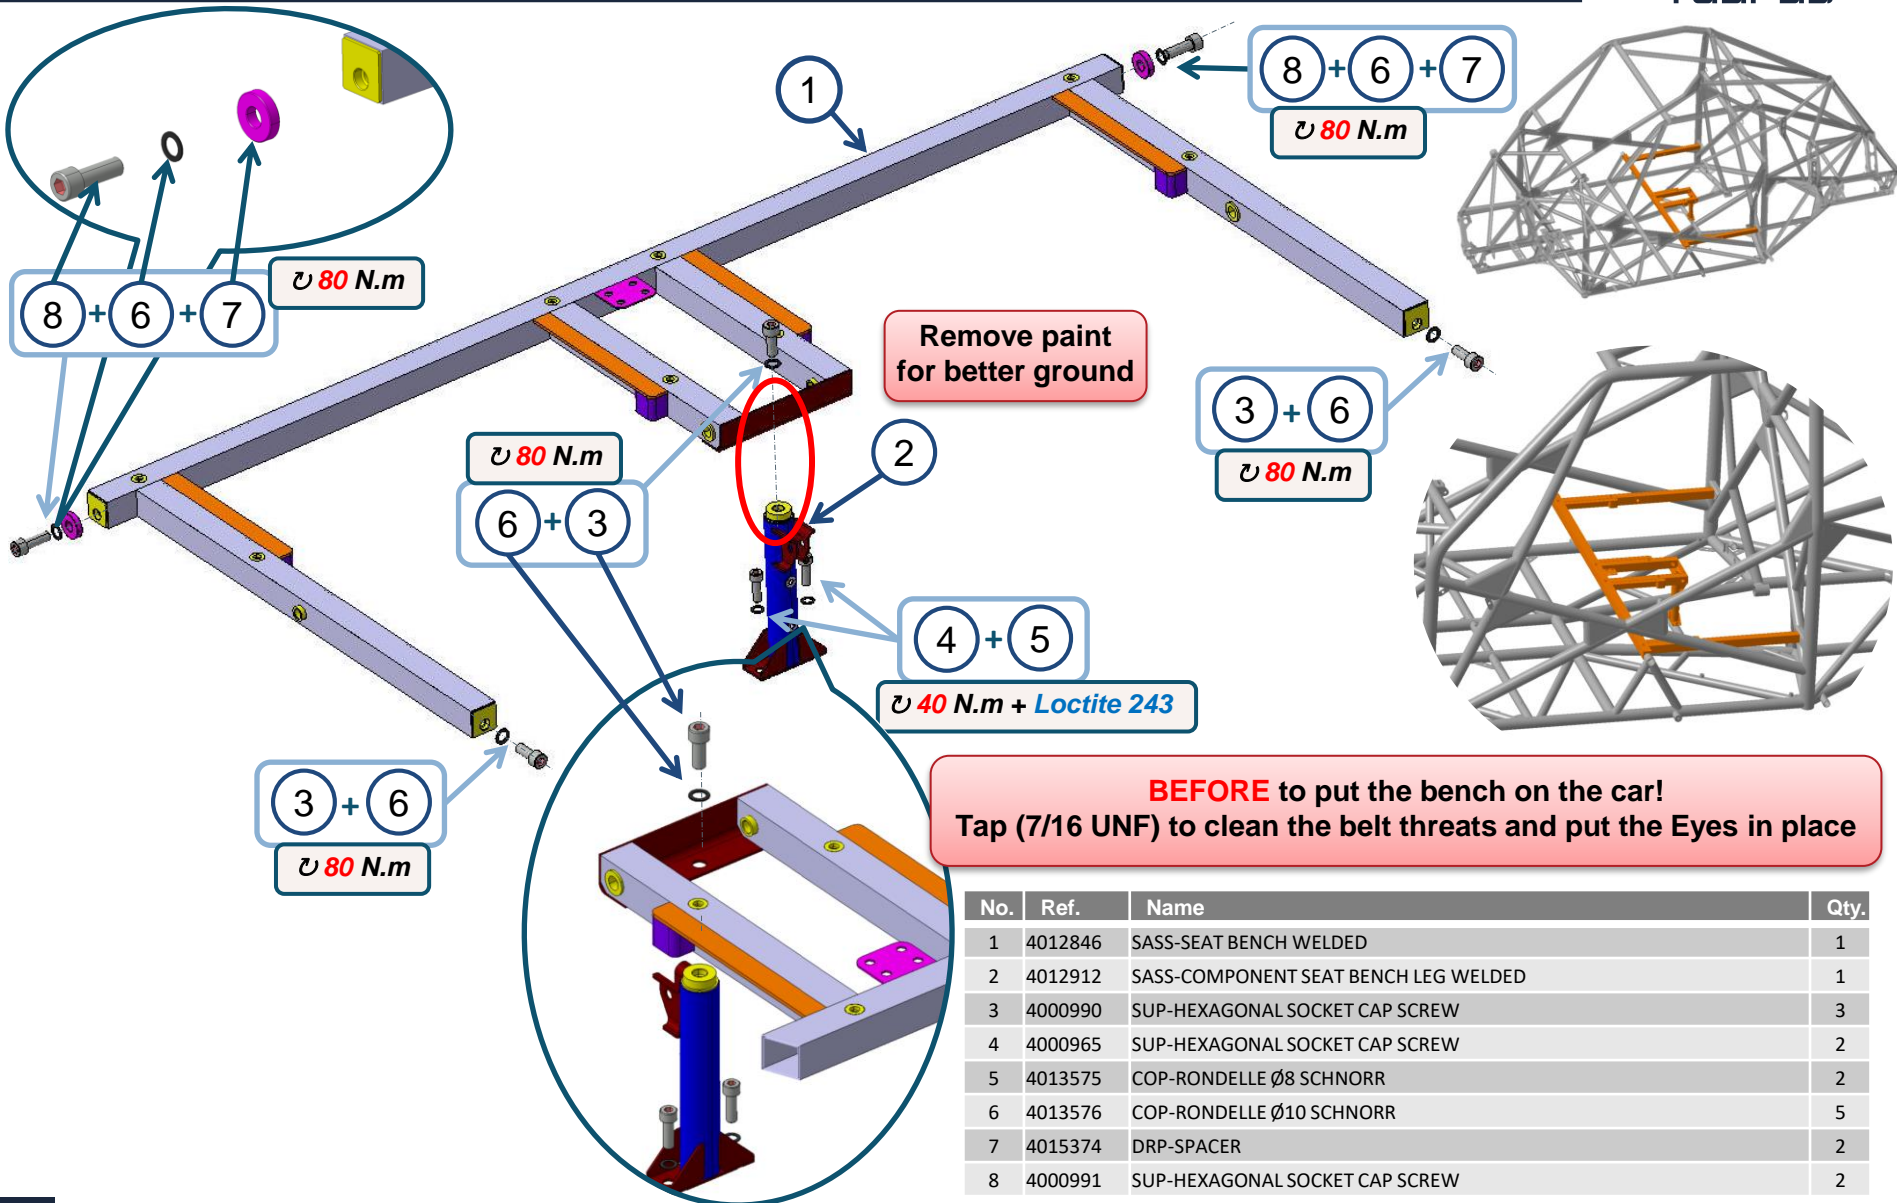 1
8 + 6 + 7
↻ 80 N.m
↻ 80 N.m
8 + 6 + 7
Remove paint
for better ground
3 + 6
↻ 80 N.m
↻ 80 N.m
6 + 3
2
4 + 5
↻ 40 N.m + Loctite 243
3 + 6
↻ 80 N.m
BEFORE to put the bench on the car!
Tap (7/16 UNF) to clean the belt threats and put the Eyes in place
No. Ref. Name Qty.
1 4012846 SASS-SEAT BENCH WELDED 1
2 4012912 SASS-COMPONENT SEAT BENCH LEG WELDED 1
3 4000990 SUP-HEXAGONAL SOCKET CAP SCREW 3
4 4000965 SUP-HEXAGONAL SOCKET CAP SCREW 2
5 4013575 COP-RONDELLE Ø8 SCHNORR 2
6 4013576 COP-RONDELLE Ø10 SCHNORR 5
7 4015374 DRP-SPACER 2
8 4000991 SUP-HEXAGONAL SOCKET CAP SCREW 2